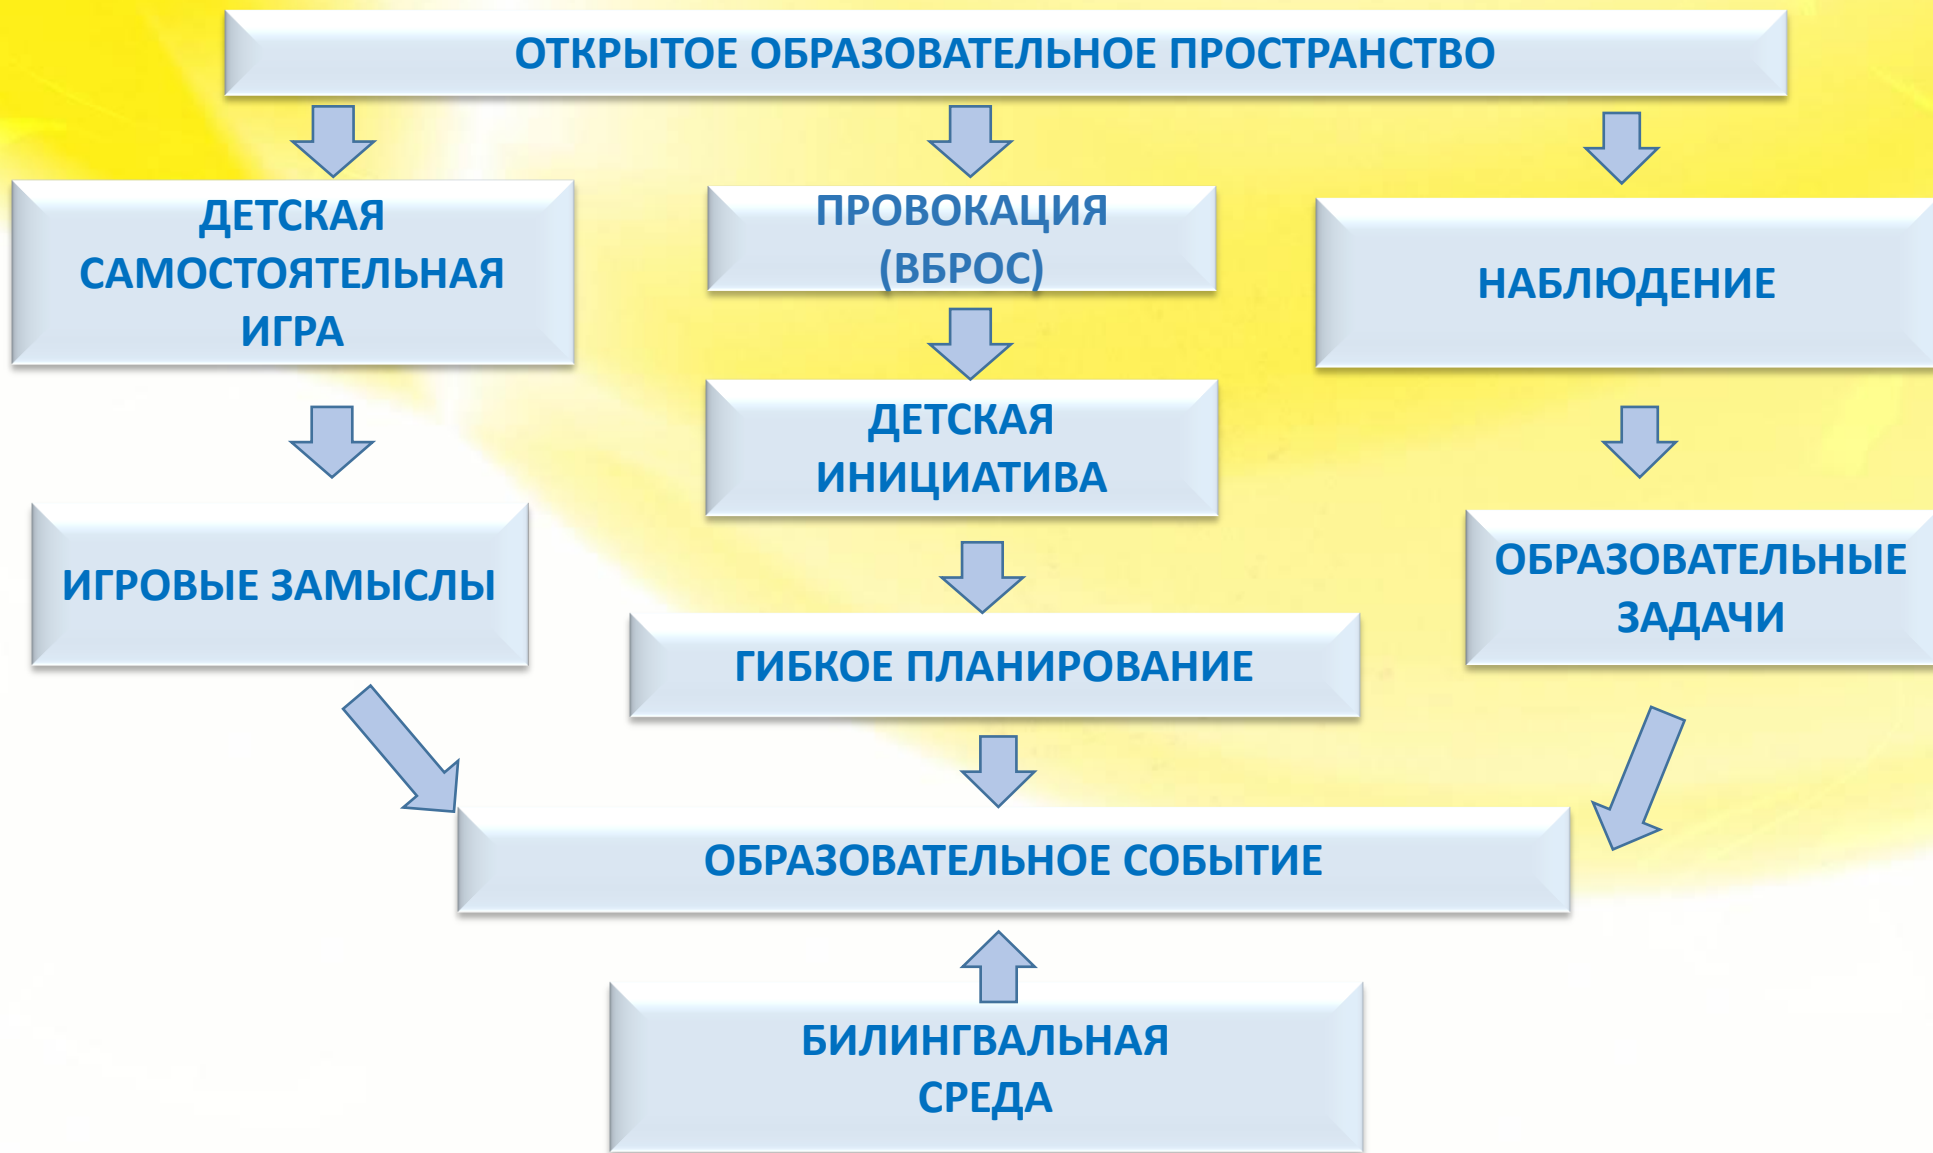 ОТКРЫТОЕ ОБРАЗОВАТЕЛЬНОЕ ПРОСТРАНСТВО
ДЕТСКАЯ
САМОСТОЯТЕЛЬНАЯ
ИГРА
ПРОВОКАЦИЯ
(ВБРОС)
НАБЛЮДЕНИЕ
ДЕТСКАЯ
ИНИЦИАТИВА
ИГРОВЫЕ ЗАМЫСЛЫ
ОБРАЗОВАТЕЛЬНЫЕ
ЗАДАЧИ
ГИБКОЕ ПЛАНИРОВАНИЕ
ОБРАЗОВАТЕЛЬНОЕ СОБЫТИЕ
БИЛИНГВАЛЬНАЯ
СРЕДА